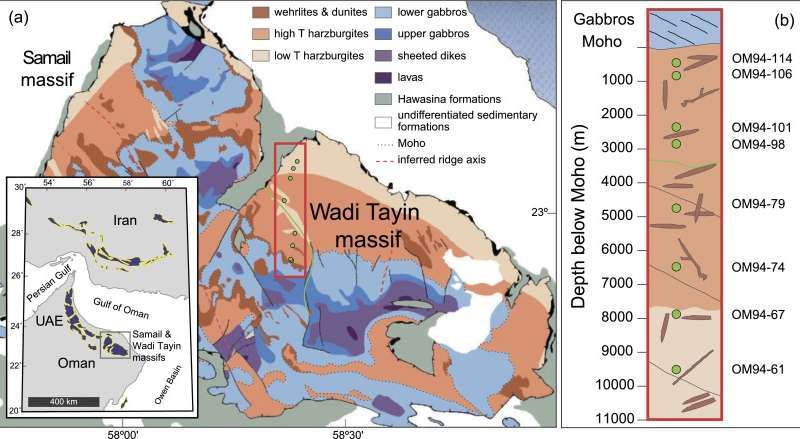 (a)
Samail
massif
wehrlites & dunites
high T harzburgites
low T harzburgites
lower gabbros
upper gabbros
sheeted dikes
lavas
Hawasina formations
undifferentiated sedimentary
formations
Moho
inferred ridge axis
Wadi Tayin
massif
23°
54°
56°
58°
60°
30
28
26
24
22
20°
Iran
Persian Gulf
Gulf of Oman
UAE
Oman
Samail &
Wadi Tayin
massifs
Owen Basin
400 km
58°00
58°30
(b)
Gabbros
Moho
Depth below Moho (m)
1000
2000
3000
4000
5000
6000
7000
8000
9000
10000
11000
OM94-114
OM94-106
OM94-101
OM94-98
OM94-79
OM94-74
OM94-67
OM94-61